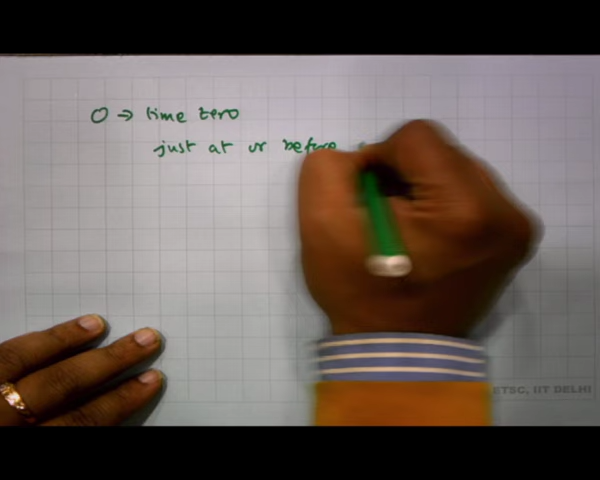 0 → time zero
just at or before
ETSC, IIT DELHI